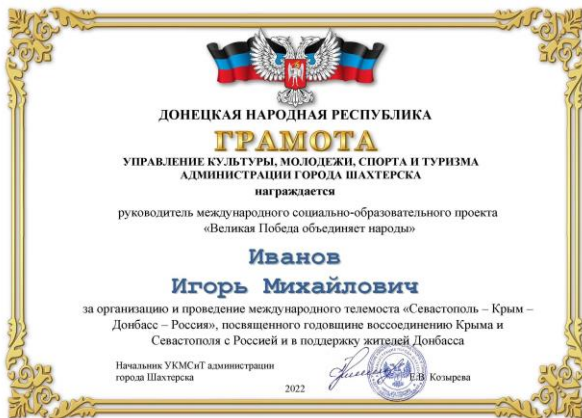 ДОНЕЦКАЯ НАРОДНАЯ РЕСПУБЛИКА
ГРАМОТА
УПРАВЛЕНИЕ КУЛЬТУРЫ, МОЛОДЕЖИ, СПОРТА И ТУРИЗМА
АДМИНИСТРАЦИИ ГОРОДА ШАХТЕРСКА
награждается
руководитель международного социально-образовательного проекта
«Великая Победа объединяет народы»
Иванов
Игорь Михайлович
за организацию и проведение международного телемоста «Севастополь – Крым –
Донбасс – Россия», посвященного годовщине воссоединению Крыма и
Севастополя с Россией и в поддержку жителей Донбасса
Начальник УКМСиТ администрации
города Шахтерска
Е.В. Козырева
2022